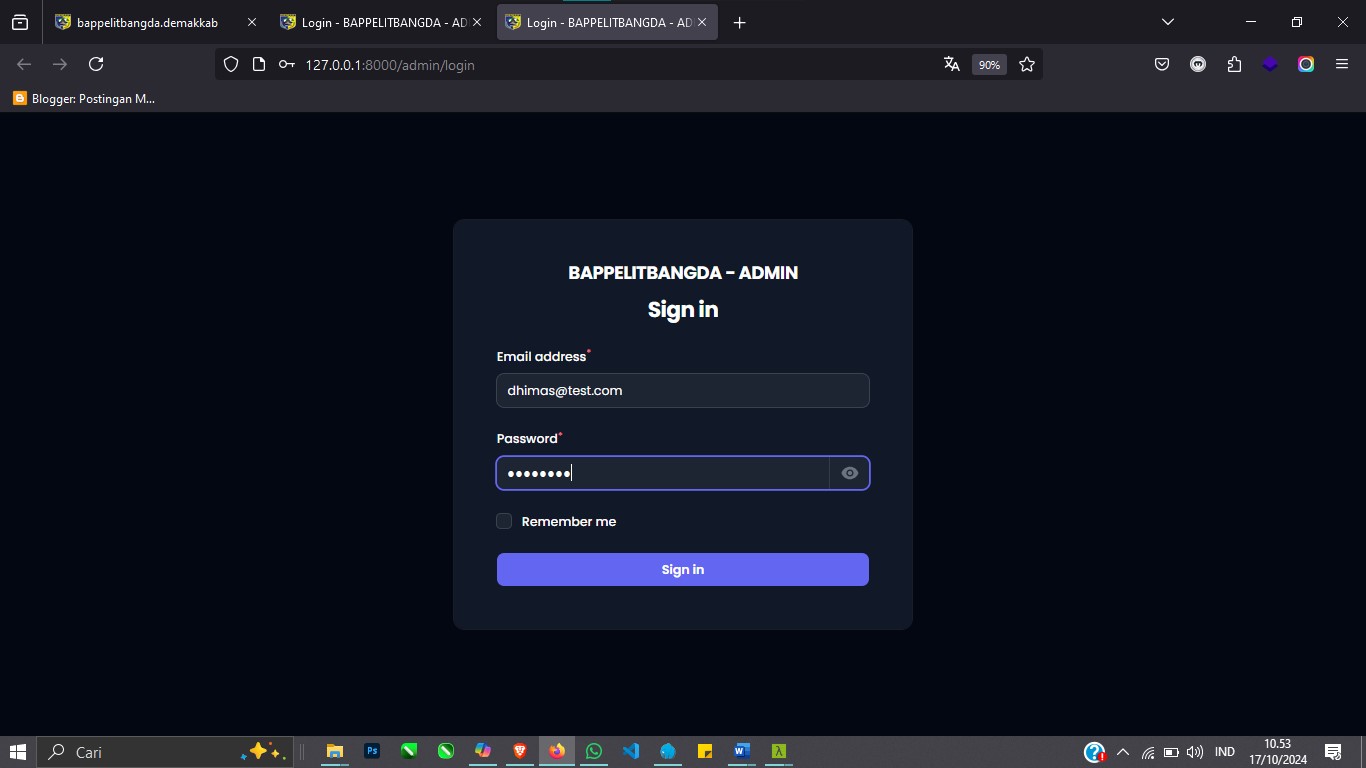 bappelitbangda.demakkab
Login - BAPPELITBANGDA - AD
Login - BAPPELITBANGDA - AD
127.0.0.1:8000/admin/login
90%
Blogger: Postingan M...
BAPPELITBANGDA - ADMIN
Sign in
Email address*
dhimas@test.com
Password*
••••••••
Remember me
Sign in
Cari
Ps
W
λ
IND
10.53
17/10/2024